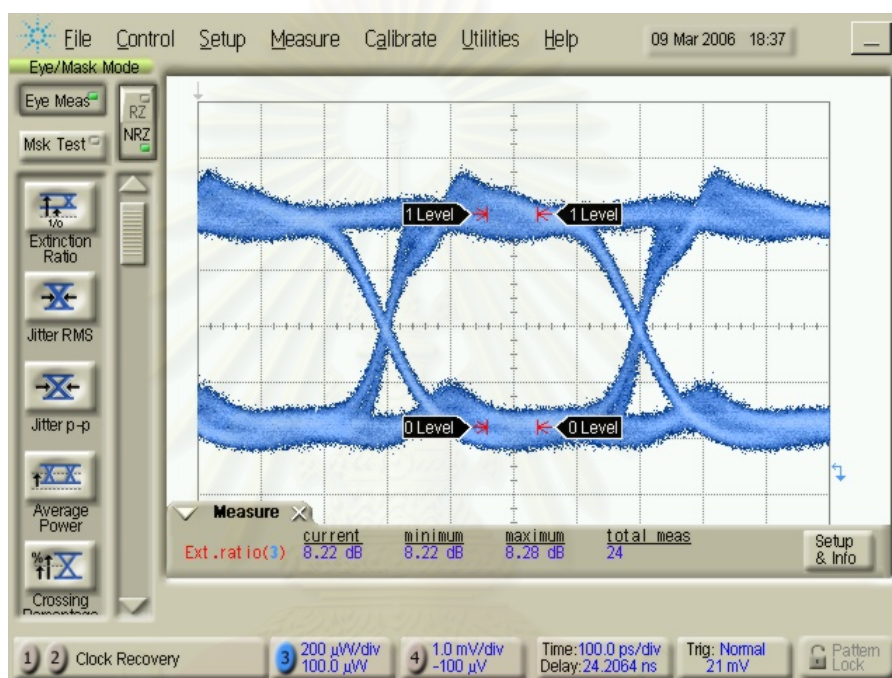 File Control Setup Measure Calibrate Utilities Help 09 Mar 2006 18:37
Eye/Mask Mode
Eye Meas
RZ
NRZ
Msk Test
1/0
Extinction
Ratio
Jitter RMS
Jitter p-p
Average
Power
%
Crossing
1 Level 1 Level
0 Level 0 Level
Measure
current minimum maximum total meas
Ext.ratio(3) 8.22 dB 8.22 dB 8.28 dB 24
Setup
& Info
1 2 Clock Recovery
3 200 µW/div
100.0 µW
4 1.0 mV/div
-100 µV
Time:100.0 ps/div
Delay:24.2064 ns
Trig: Normal
21 mV
Pattern
Lock